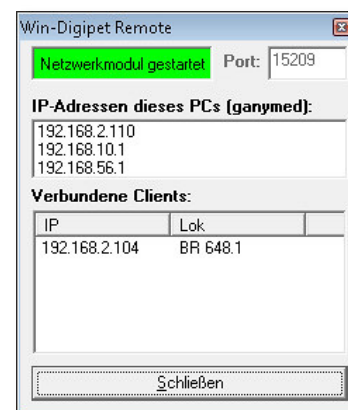 Win-Digipet Remote
Netzwerkmodul gestartet Port: 15209
IP-Adressen dieses PCs (ganymed):
192.168.2.110
192.168.10.1
192.168.56.1
Verbundene Clients:
IP Lok
192.168.2.104 BR 648.1
Schließen